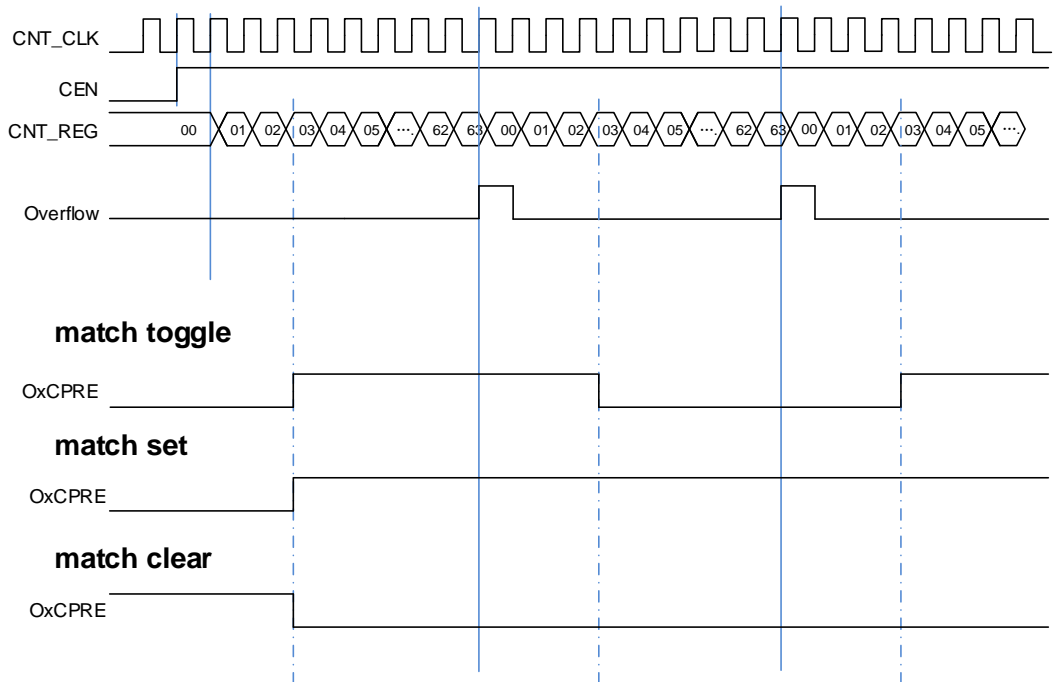 CNT_CLK
CEN
CNT_REG 00 01 02 03 04 05 …. 62 63 00 01 02 03 04 05 …. 62 63 00 01 02 03 04 05 ….
Overflow
match toggle
OxCPRE
match set
OxCPRE
match clear
OxCPRE